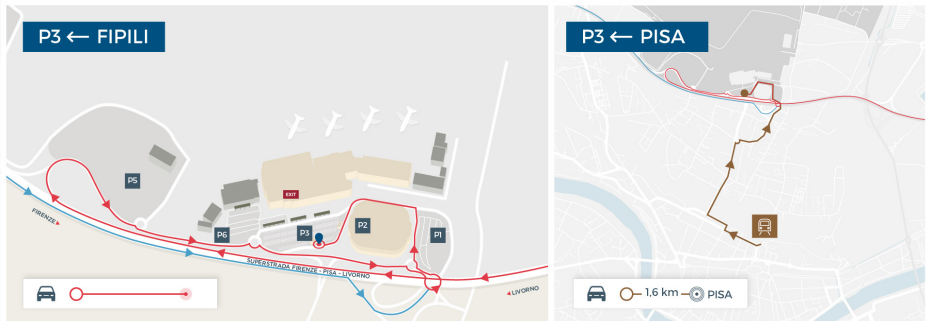 P3 ← FIPILI
P5
EXIT
P6
P3
P2
P1
FIRENZE
SUPERSTRADA FIRENZE - PISA - LIVORNO
LIVORNO
P3 ← PISA
1,6 km
PISA